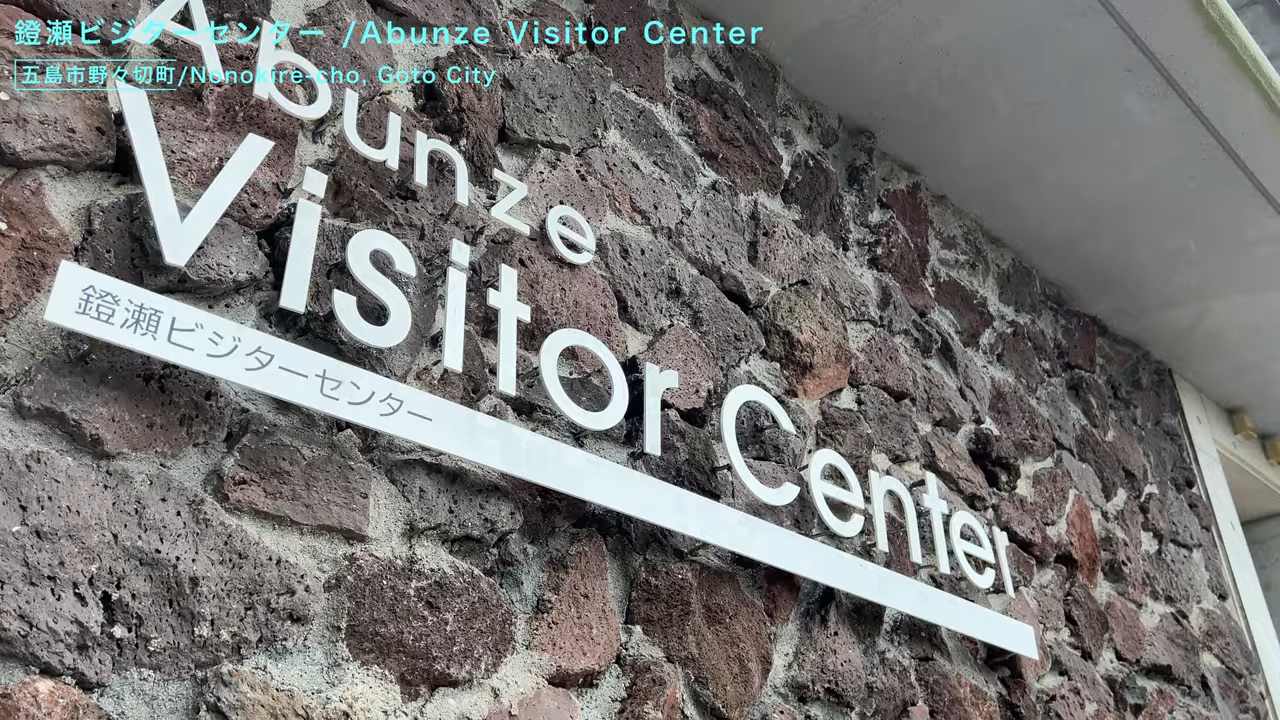 鐙瀬ビジターセンター /Abunze Visitor Center
五島市野々切町/Nonokire-cho, Goto City
Abunze
Visitor Center
鐙瀬ビジターセンター